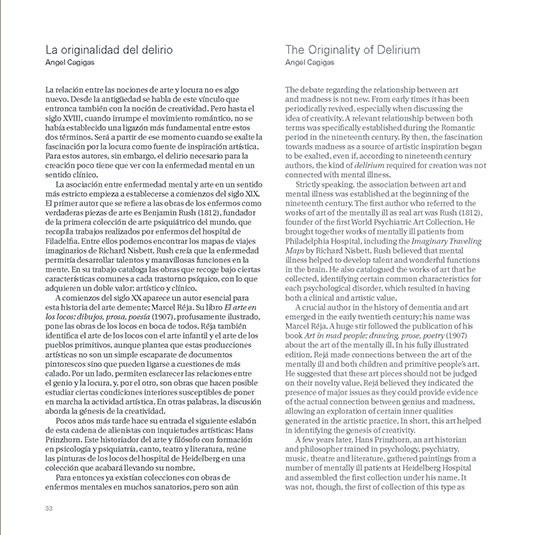 La originalidad del delirio
Angel Cagigas
La relación entre las nociones de arte y locura no es algo
nuevo. Desde la antigüedad se habla de este vínculo que
entronca también con la noción de creatividad. Pero hasta el
siglo XVIII, cuando irrumpe el movimiento romántico, no se
había establecido una ligazón más fundamental entre estos
dos términos. Será a partir de ese momento cuando se exalte la
fascinación por la locura como fuente de inspiración artística.
Para estos autores, sin embargo, el delirio necesario para la
creación poco tiene que ver con la enfermedad mental en un
sentido clínico.
La asociación entre enfermedad mental y arte en un sentido
más estricto empieza a establecerse a comienzos del siglo XIX.
El primer autor que se refiere a las obras de los enfermos como
verdaderas piezas de arte es Benjamin Rush (1812), fundador
de la primera colección de arte psiquiátrico del mundo, que
recopila trabajos realizados por enfermos del hospital de
Filadelfia. Entre ellos podemos encontrar los mapas de viajes
imaginarios de Richard Nisbett. Rush creía que la enfermedad
permitía desarrollar talentos y maravillosas funciones en la
mente. En su trabajo cataloga las obras que recoge bajo ciertas
características comunes a cada trastorno psíquico, con lo que
adquieren un doble valor: artístico y clínico.
A comienzos del siglo XX aparece un autor esencial para
esta historia del arte demente; Marcel Réja. Su libro El arte en
los locos: dibujos, prosa, poesía (1907), profusamente ilustrado,
pone las obras de los locos en boca de todos. Réja también
identifica el arte de los locos con el arte infantil y el arte de los
pueblos primitivos, aunque plantea que estas producciones
artísticas no son un simple escaparate de documentos
pintorescos sino que pueden ligarse a cuestiones de más
calado. Por un lado, permiten esclarecer las relaciones entre
el genio y la locura, y, por el otro, son obras que hacen posible
estudiar ciertas condiciones interiores susceptibles de poner
en marcha la actividad artística. En otras palabras, la discusión
aborda la génesis de la creatividad.
Pocos años más tarde hace su entrada el siguiente eslabón
de esta cadena de alienistas con inquietudes artísticas: Hans
Prinzhorn. Este historiador del arte y filósofo con formación
en psicología y psiquiatría, canto, teatro y literatura, reúne
las pinturas de los locos del hospital de Heidelberg en una
colección que acabará llevando su nombre.
Para entonces ya existían colecciones con obras de
enfermos mentales en muchos sanatorios, pero son aún
33
The Originality of Delirium
Angel Cagigas
The debate regarding the relationship between art
and madness is not new. From early times it has been
periodically revised, especially when discussing the
idea of creativity. A relevant relationship between both
terms was specifically established during the Romantic
period in the nineteenth century. By then, the fascination
towards madness as a source of artistic inspiration began
to be exalted, even if, according to nineteenth century
authors, the kind of delirium required for creation was not
connected with mental illness.
Strictly speaking, the association between art and
mental illness was established at the beginning of the
nineteenth century. The first author who referred to the
works of art of the mentally ill as real art was Rush (1812),
founder of the first World Psychiatric Art Collection. He
brought together works of mentally ill patients from
Philadelphia Hospital, including the Imaginary Traveling
Maps by Richard Nisbett. Rush believed that mental
illness helped to develop talent and wonderful functions
in the brain. He also catalogued the works of art that he
collected, identifying certain common characteristics for
each psychological disorder, which resulted in having
both a clinical and artistic value.
A crucial author in the history of dementia and art
emerged in the early twentieth century; his name was
Marcel Réja. A huge stir followed the publication of his
book Art in mad people: drawing, prose, poetry (1907)
about the art of the mentally ill. In his fully illustrated
edition, Rejá made connections between the art of the
mentally ill and both children and primitive people's art.
He suggested that these art pieces should not be judged
on their novelty value. Rejá believed they indicated the
presence of major issues as they could provide evidence
of the actual connection between genius and madness,
allowing an exploration of certain inner qualities
generated in the artistic practice. In short, this art helped
in identifying the genesis of creativity.
A few years later, Hans Prinzhorn, an art historian
and philosopher trained in psychology, psychiatry,
music, theatre and literature, gathered paintings from a
number of mentally ill patients at Heidelberg Hospital
and assembled the first collection under his name. It
was not, though, the first of collection of this type as